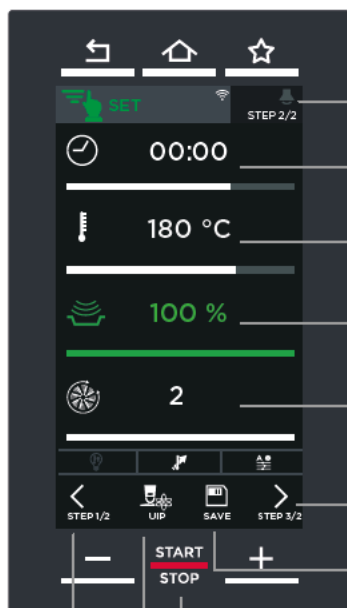 SET
STEP 2/2
00:00
180 °C
100 %
2
STEP 1/2
UIP
SAVE
STEP 3/2
START
STOP